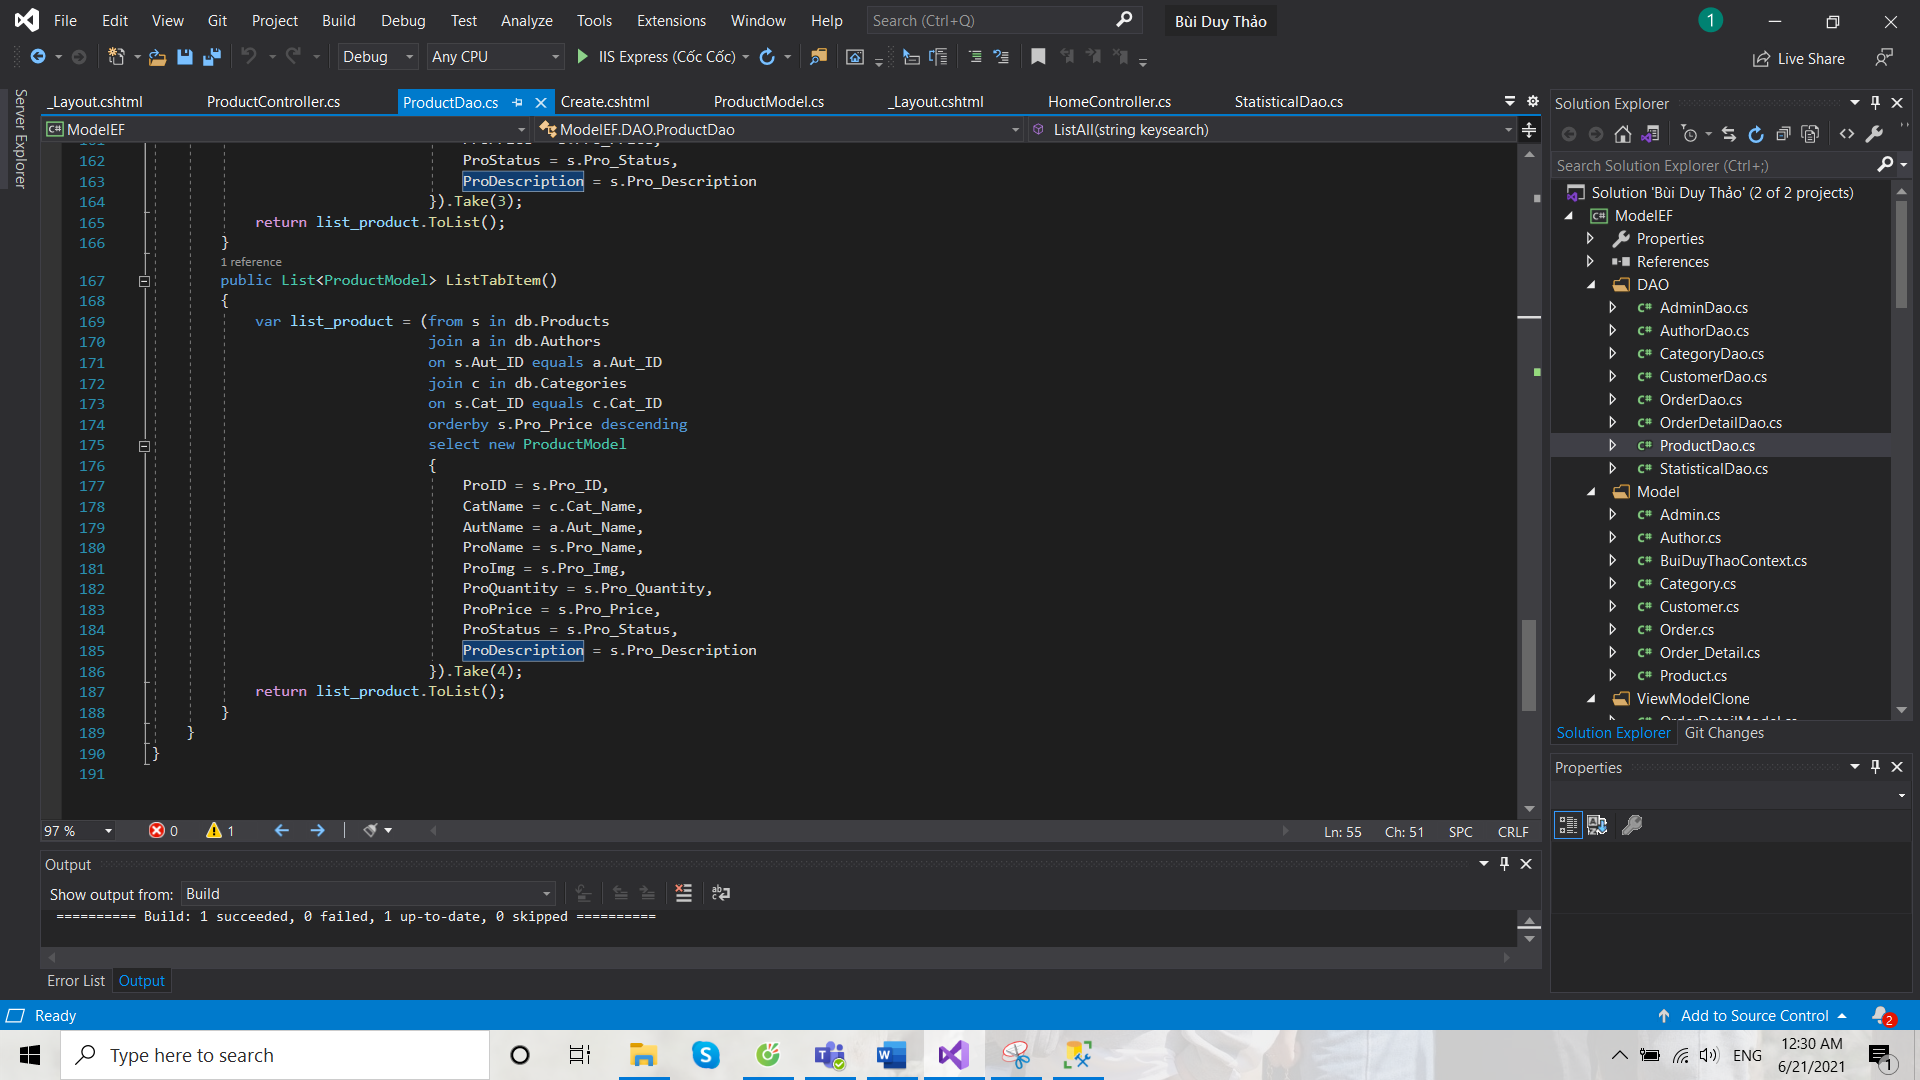 File Edit View Git Project Build Debug Test Analyze Tools Extensions Window Help Search (Ctrl+Q) Bùi Duy Thảo 1
Debug Any CPU IIS Express (Cốc Cốc) Live Share
Server Explorer
_Layout.cshtml ProductController.cs ProductDao.cs Create.cshtml ProductModel.cs _Layout.cshtml HomeController.cs StatisticalDao.cs
C# ModelEF ModelEF.DAO.ProductDao ListAll(string keysearch)
162 ProStatus = s.Pro_Status,
163 ProDescription = s.Pro_Description
164 }).Take(3);
165 return list_product.ToList();
166 }
1 reference
167 public List<ProductModel> ListTabItem()
168 {
169 var list_product = (from s in db.Products
170 join a in db.Authors
171 on s.Aut_ID equals a.Aut_ID
172 join c in db.Categories
173 on s.Cat_ID equals c.Cat_ID
174 orderby s.Pro_Price descending
175 select new ProductModel
176 {
177 ProID = s.Pro_ID,
178 CatName = c.Cat_Name,
179 AutName = a.Aut_Name,
180 ProName = s.Pro_Name,
181 ProImg = s.Pro_Img,
182 ProQuantity = s.Pro_Quantity,
183 ProPrice = s.Pro_Price,
184 ProStatus = s.Pro_Status,
185 ProDescription = s.Pro_Description
186 }).Take(4);
187 return list_product.ToList();
188 }
189 }
190 }
191
97 % 0 1 Ln: 55 Ch: 51 SPC CRLF
Output
Show output from: Build
========== Build: 1 succeeded, 0 failed, 1 up-to-date, 0 skipped ==========
Error List Output
Solution Explorer
Search Solution Explorer (Ctrl+;)
Solution 'Bùi Duy Thảo' (2 of 2 projects)
C# ModelEF
Properties
References
DAO
C# AdminDao.cs
C# AuthorDao.cs
C# CategoryDao.cs
C# CustomerDao.cs
C# OrderDao.cs
C# OrderDetailDao.cs
C# ProductDao.cs
C# StatisticalDao.cs
Model
C# Admin.cs
C# Author.cs
C# BuiDuyThaoContext.cs
C# Category.cs
C# Customer.cs
C# Order.cs
C# Order_Detail.cs
C# Product.cs
ViewModelClone
Solution Explorer Git Changes
Properties
Ready Add to Source Control 2
Type here to search ENG 12:30 AM
6/21/2021 1